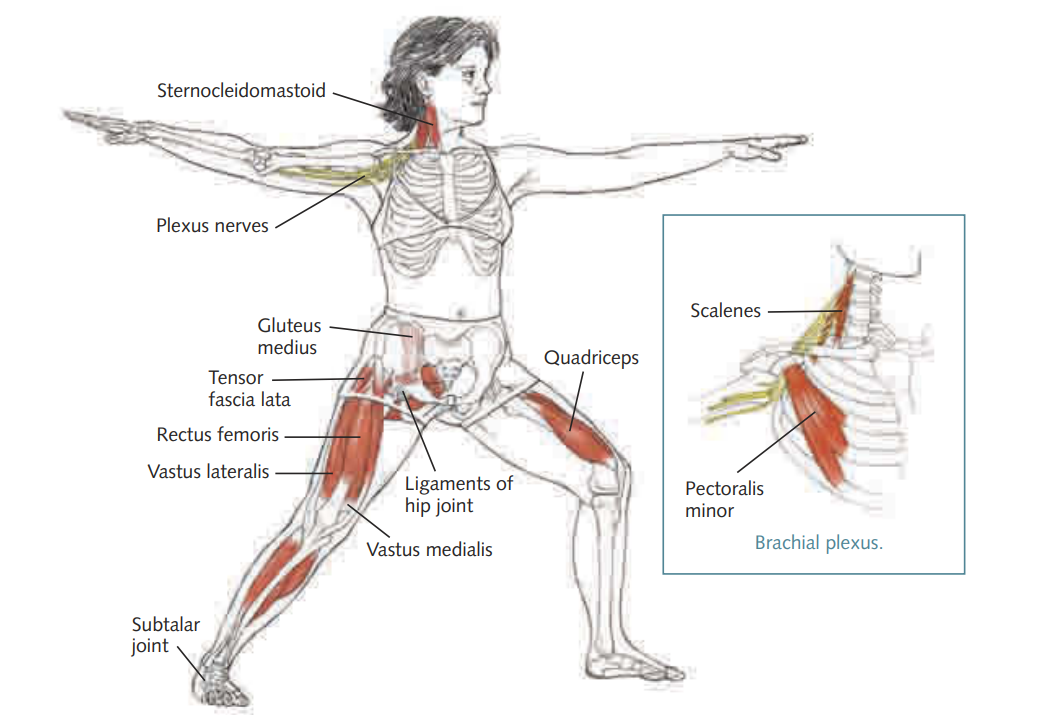 Sternocleidomastoid
Plexus nerves
Gluteus
medius
Tensor
fascia lata
Rectus femoris
Vastus lateralis
Ligaments of
hip joint
Vastus medialis
Subtalar
joint
Quadriceps
Scalenes
Pectoralis
minor
Brachial plexus.